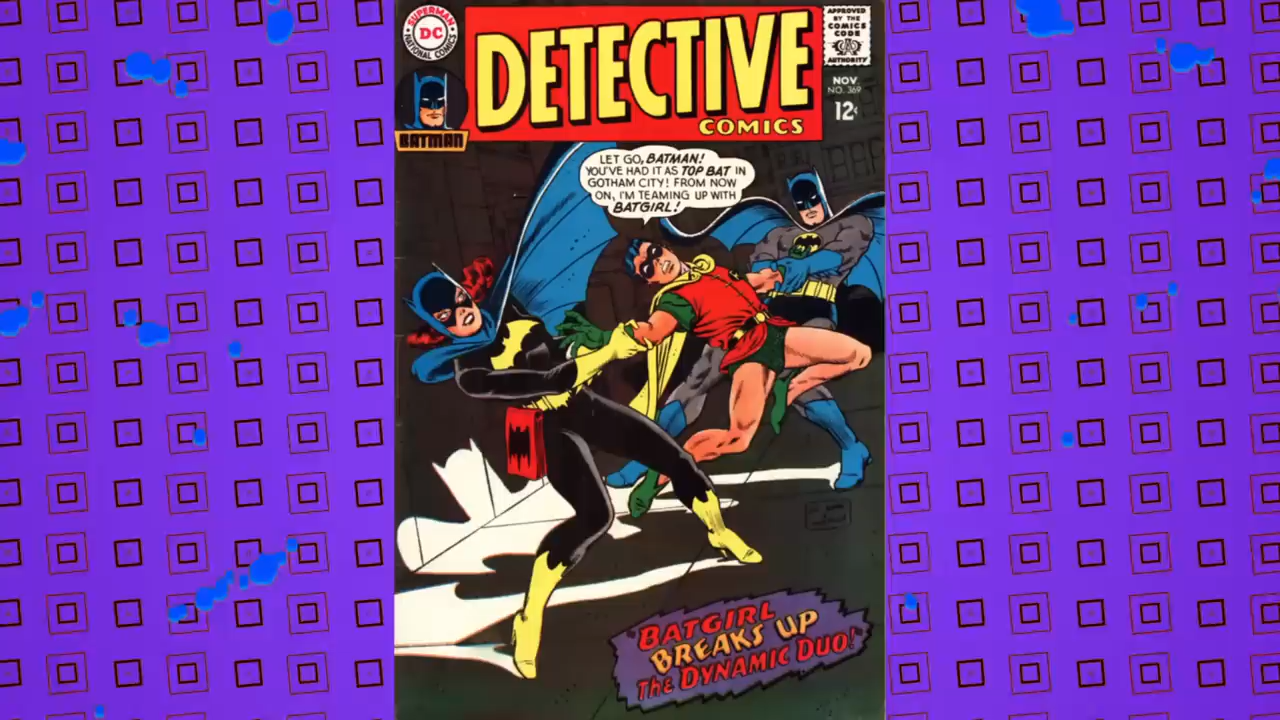 SUPERMAN
DC
NATIONAL COMICS
BATMAN
DETECTIVE
COMICS
APPROVED
BY THE
COMICS
CODE
AUTHORITY
NOV.
NO. 369
12¢
LET GO, BATMAN!
YOU'VE HAD IT AS TOP BAT IN
GOTHAM CITY! FROM NOW
ON, I'M TEAMING UP WITH
BATGIRL!
BATGIRL
BREAKS UP
The DYNAMIC DUO!